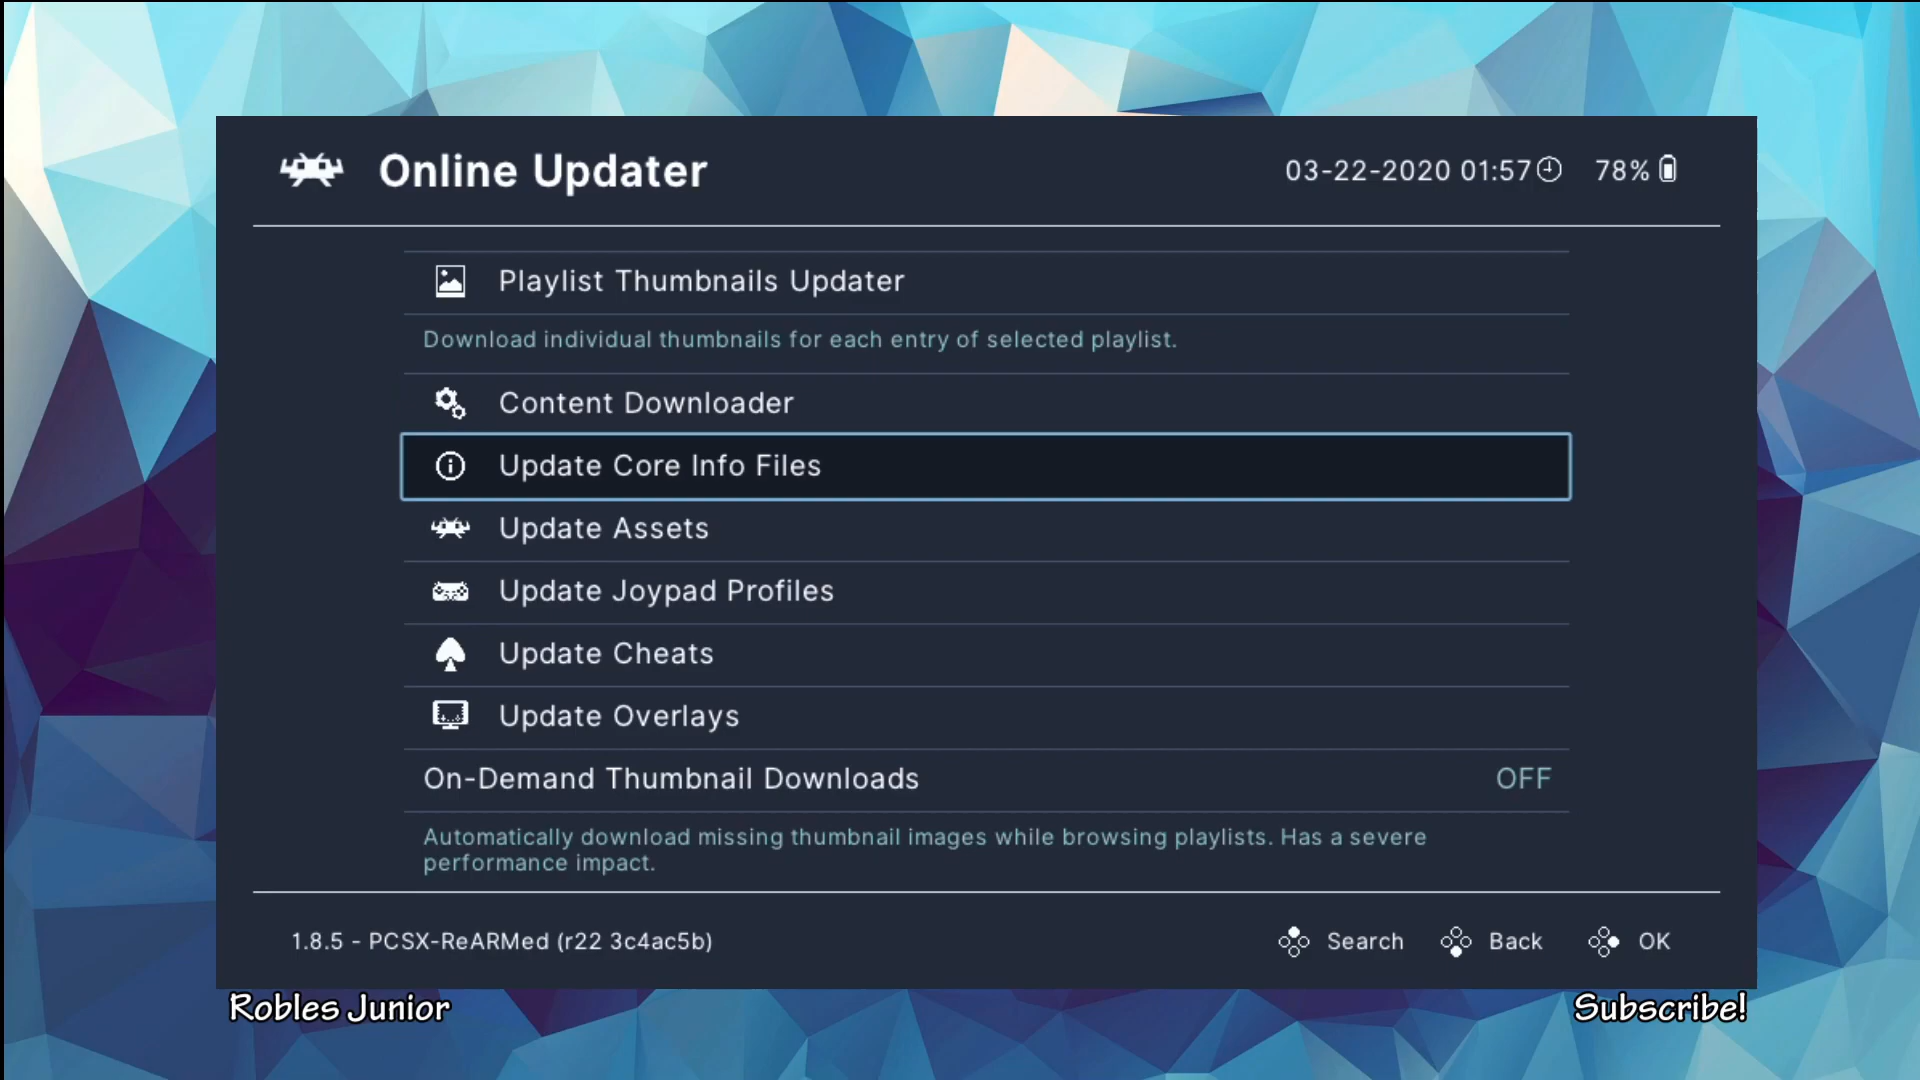 Online Updater
03-22-2020 01:57 78%
Playlist Thumbnails Updater
Download individual thumbnails for each entry of selected playlist.
Content Downloader
Update Core Info Files
Update Assets
Update Joypad Profiles
Update Cheats
Update Overlays
On-Demand Thumbnail Downloads OFF
Automatically download missing thumbnail images while browsing playlists. Has a severe
performance impact.
1.8.5 - PCSX-ReARMed (r22 3c4ac5b) Search Back OK
Robles Junior Subscribe!